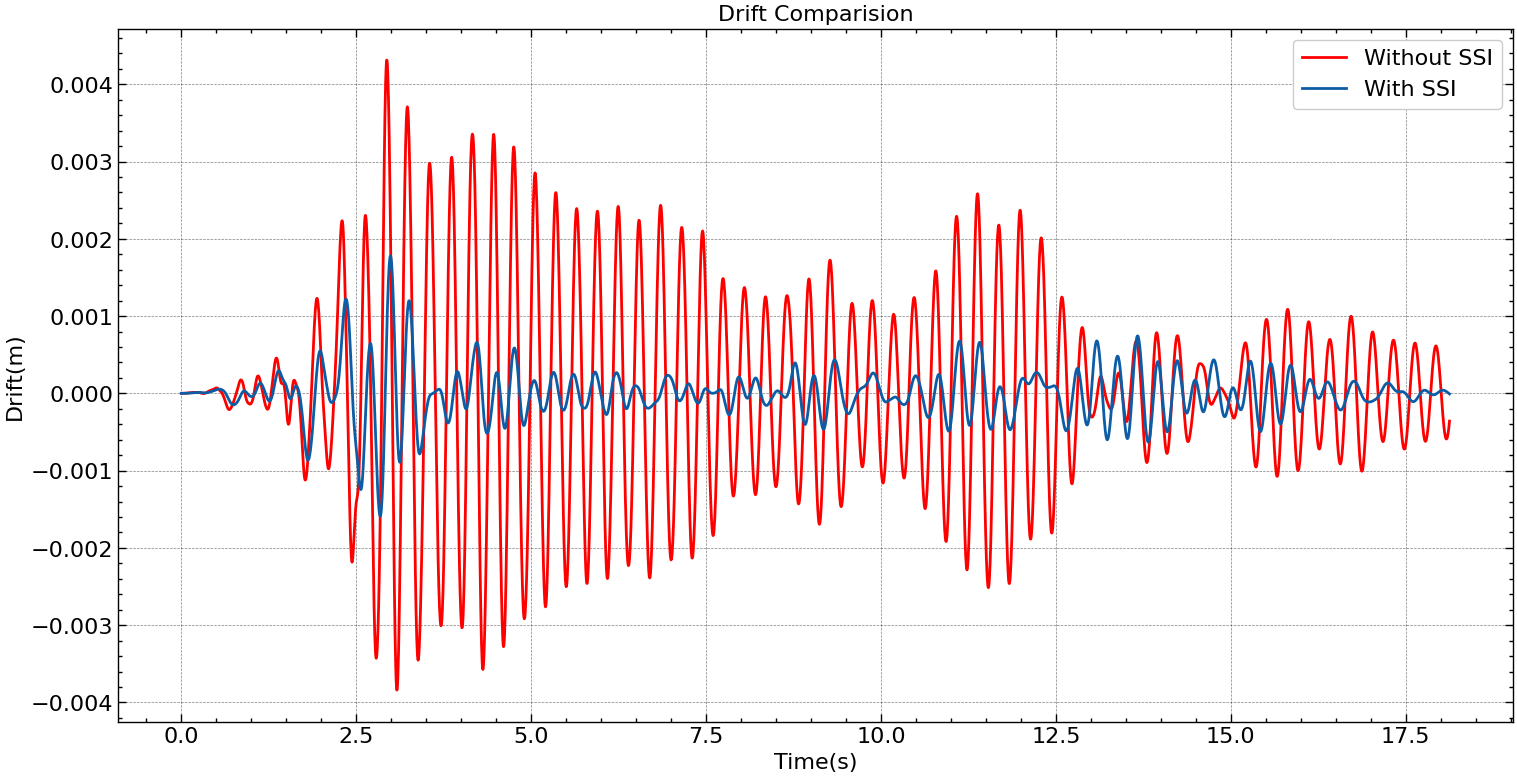 Drift Comparision
Without SSI
With SSI
Drift(m)
0.004
0.003
0.002
0.001
0.000
−0.001
−0.002
−0.003
−0.004
0.0 2.5 5.0 7.5 10.0 12.5 15.0 17.5
Time(s)